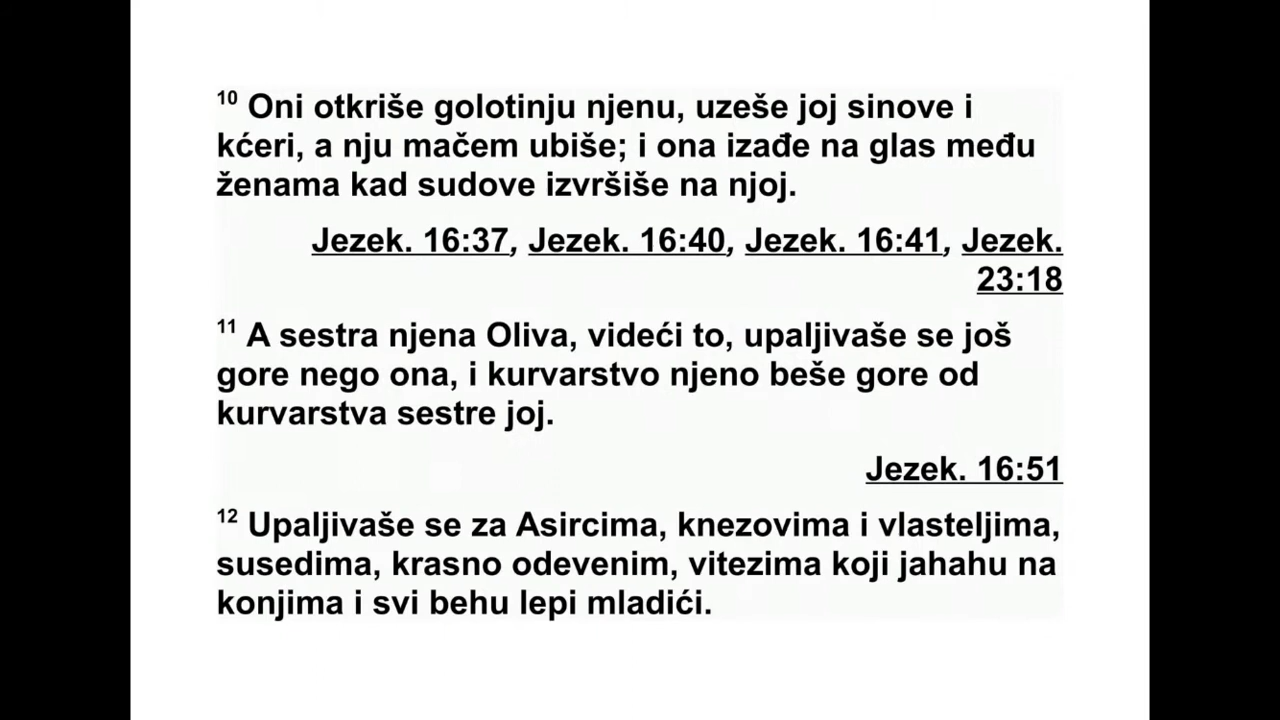 10 Oni otkriše golotinju njenu, uzeše joj sinove i
kćeri, a nju mačem ubiše; i ona izađe na glas među
ženama kad sudove izvršiše na njoj.
Jezek. 16:37, Jezek. 16:40, Jezek. 16:41, Jezek.
23:18
11 A sestra njena Oliva, videći to, upaljivaše se još
gore nego ona, i kurvarstvo njeno beše gore od
kurvarstva sestre joj.
Jezek. 16:51
12 Upaljivaše se za Asircima, knezovima i vlasteljima,
susedima, krasno odevenim, vitezima koji jahahu na
konjima i svi behu lepi mladići.